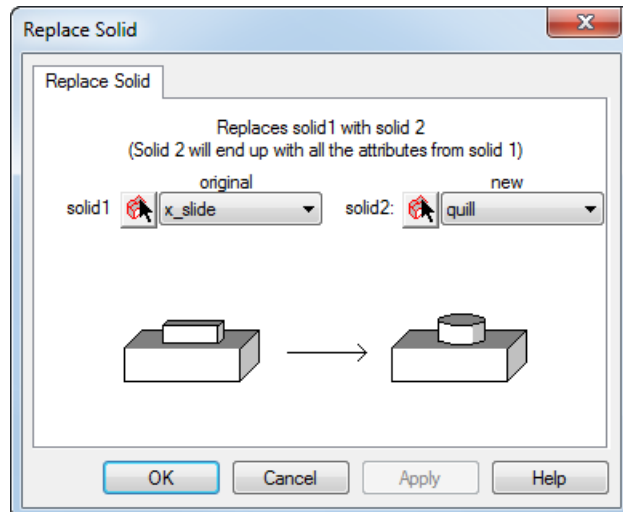 Replace Solid
Replace Solid
Replaces solid1 with solid 2
(Solid 2 will end up with all the attributes from solid 1)
original new
solid1 x_slide solid2: quill
OK Cancel Apply Help